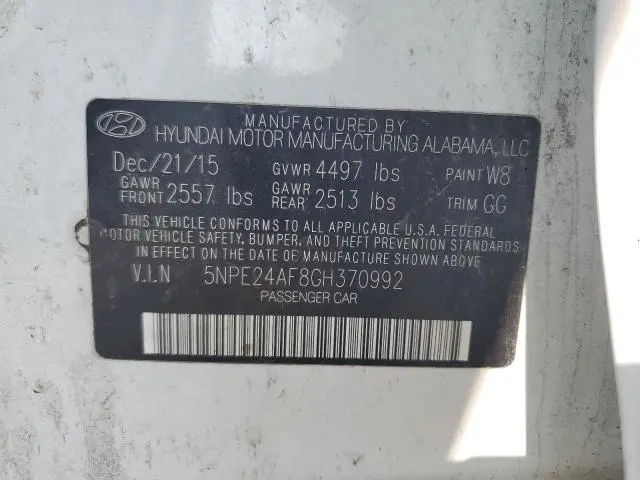 MANUFACTURED BY
HYUNDAI MOTOR MANUFACTURING ALABAMA, LLC
Dec/21/15 GVWR 4497 lbs PAINT W8
GAWR FRONT 2557 lbs GAWR REAR 2513 lbs TRIM GG
THIS VEHICLE CONFORMS TO ALL APPLICABLE U.S.A. FEDERAL
MOTOR VEHICLE SAFETY, BUMPER, AND THEFT PREVENTION STANDARDS
IN EFFECT ON THE DATE OF MANUFACTURE SHOWN ABOVE.
V.I.N 5NPE24AF8GH370992
PASSENGER CAR